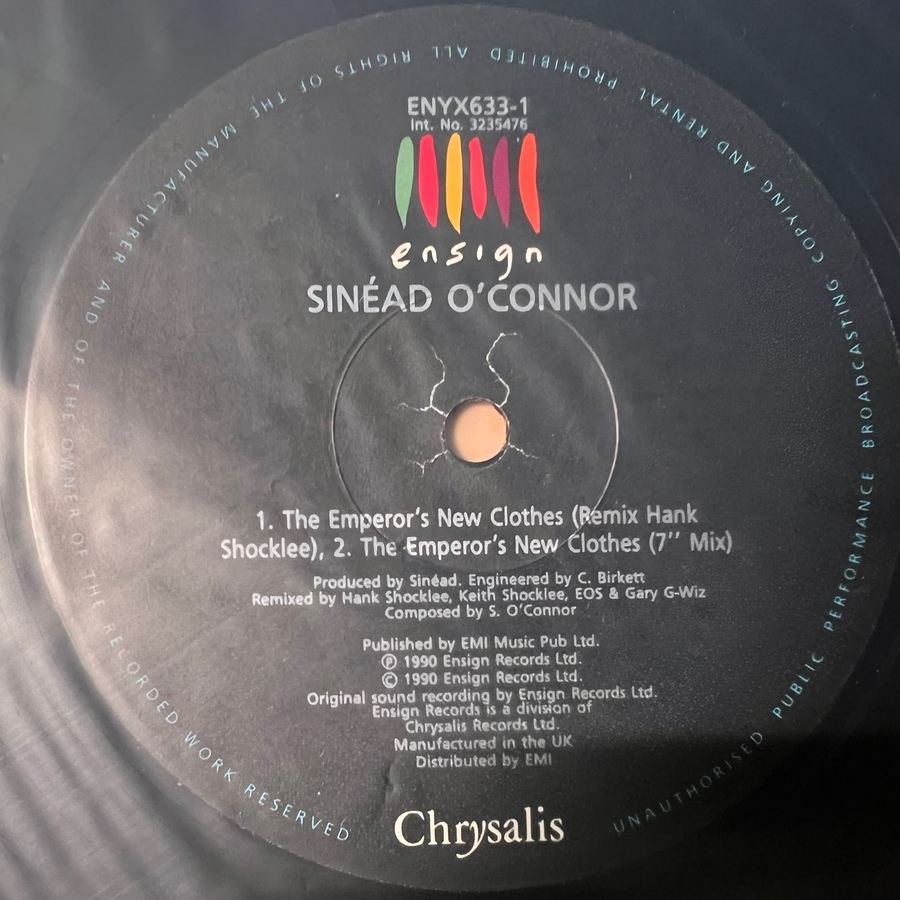 ENYX633-1
Int. No. 3235476
ensign
SINÉAD O'CONNOR
1. The Emperor's New Clothes (Remix Hank
Shocklee), 2. The Emperor's New Clothes (7'' Mix)
Produced by Sinéad. Engineered by C. Birkett
Remixed by Hank Shocklee, Keith Shocklee, EOS & Gary G-Wiz
Composed by S. O'Connor
Published by EMI Music Pub Ltd.
℗ 1990 Ensign Records Ltd.
© 1990 Ensign Records Ltd.
Original sound recording by Ensign Records Ltd.
Ensign Records is a division of
Chrysalis Records Ltd.
Manufactured in the UK
Distributed by EMI
Chrysalis
ALL RIGHTS OF THE MANUFACTURER AND OF THE OWNER OF THE RECORDED WORK RESERVED
UNAUTHORISED PUBLIC PERFORMANCE BROADCASTING COPYING AND RENTAL PROHIBITED